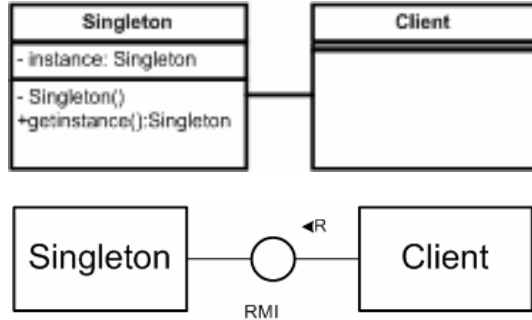 Singleton
Client
- instance: Singleton
- Singleton()
+getinstance():Singleton
◄R
Singleton
Client
RMI